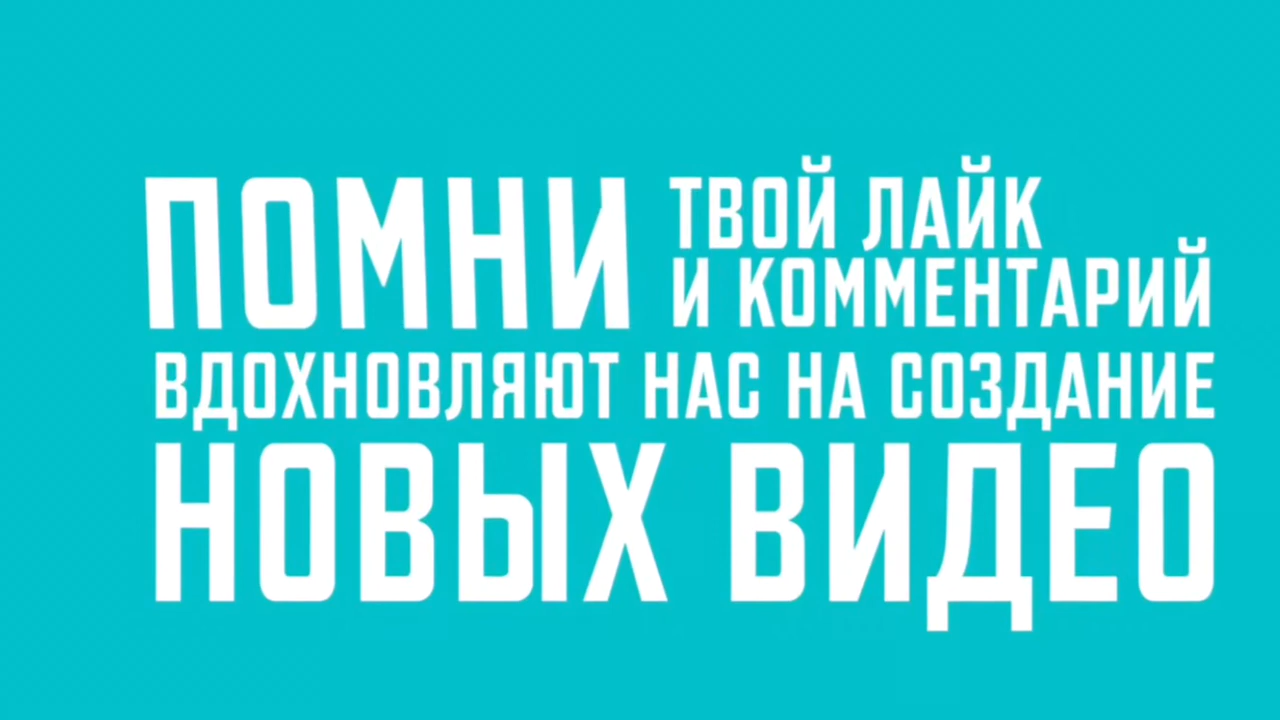 ПОМНИ ТВОЙ ЛАЙК
И КОММЕНТАРИЙ
ВДОХНОВЛЯЮТ НАС НА СОЗДАНИЕ
НОВЫХ ВИДЕО